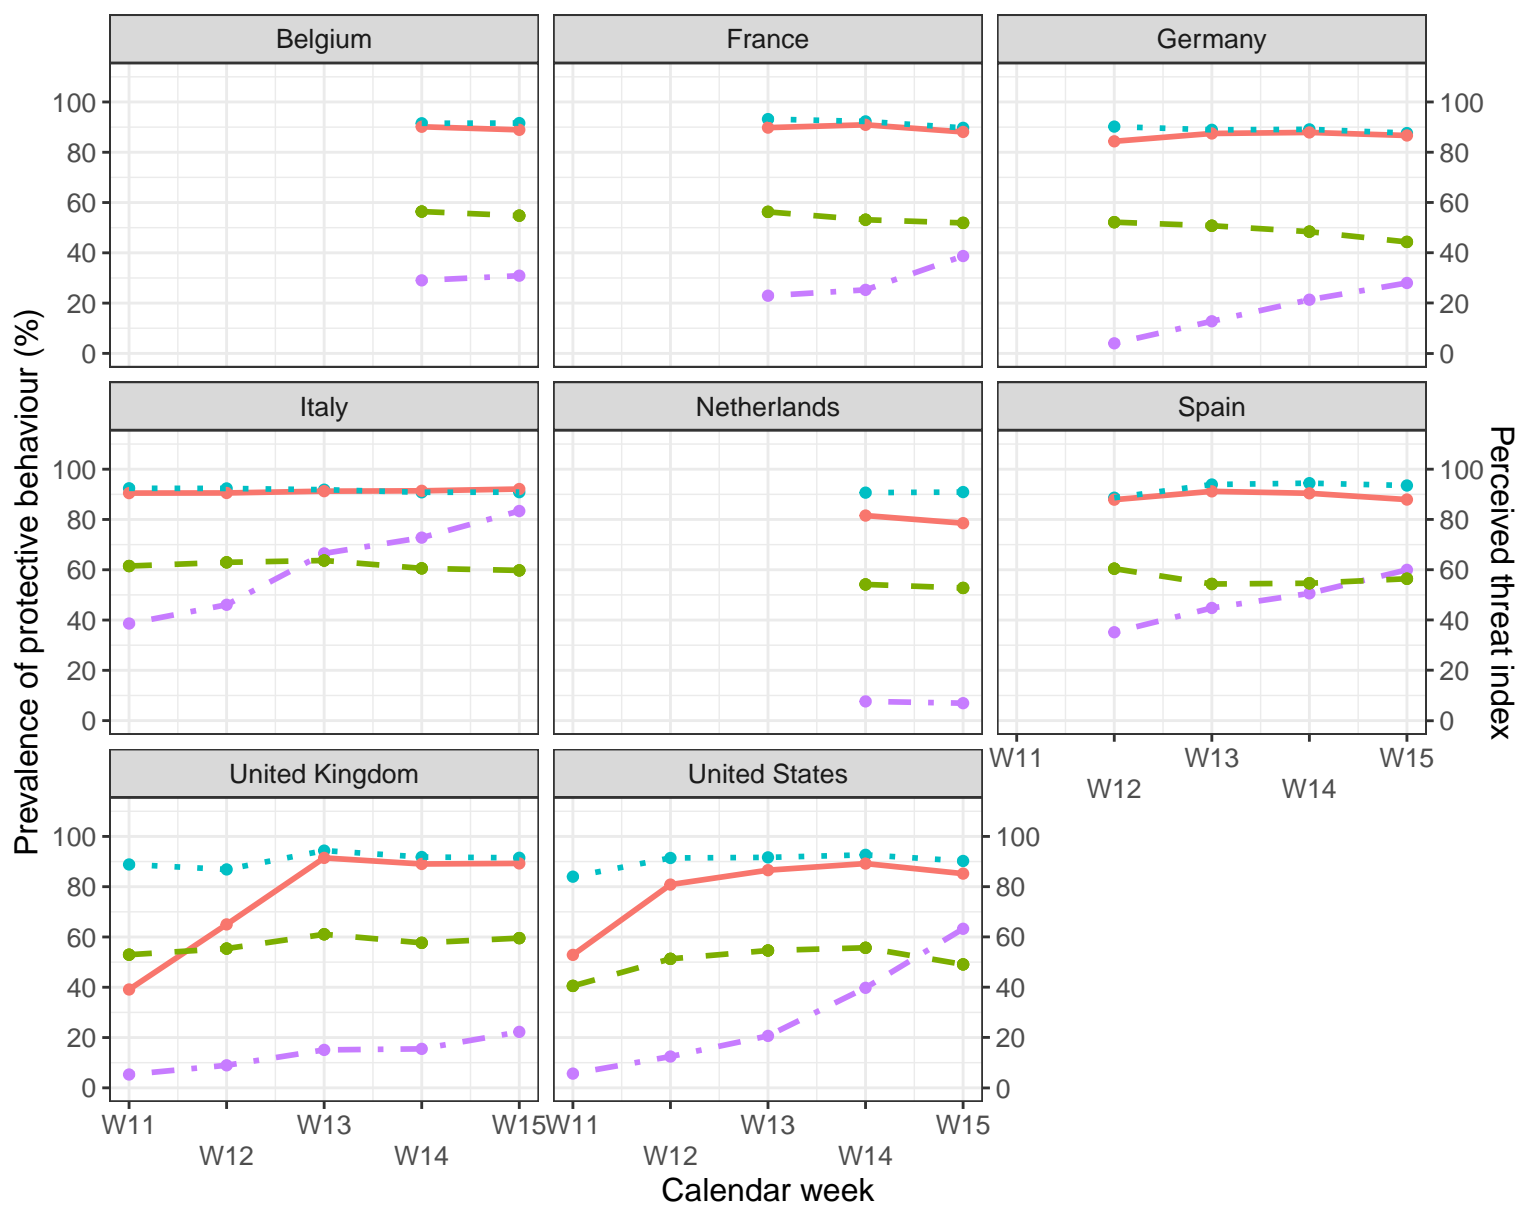 Belgium France Germany
100 100
80 80
60 60
40 40
20 20
0 0
Italy Netherlands Spain
100 100
80 80
60 60
40 40
20 20
0 0
W11 W13 W15
W12 W14
United Kingdom United States
100 100
80 80
60 60
40 40
20 20
0 0
W11 W13 W15 W11 W13 W15
W12 W14 W12 W14
Calendar week
Prevalence of protective behaviour (%)
Perceived threat index